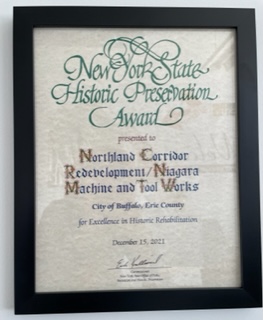 New York State
Historic Preservation
Award
presented to
Northland Corridor
Redevelopment/Niagara
Machine and Tool Works
City of Buffalo, Erie County
for Excellence in Historic Rehabilitation
December 15, 2021
Commissioner